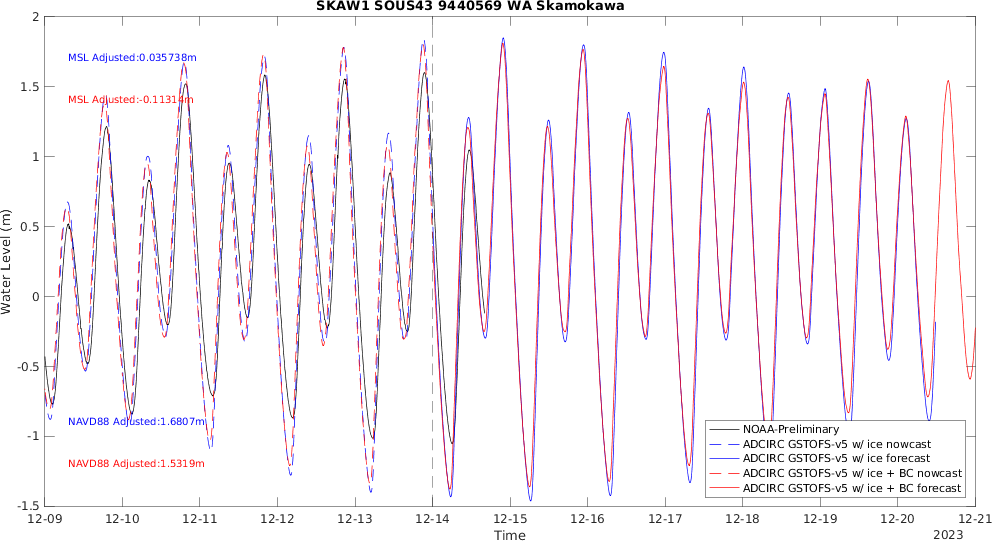 SKAW1 SOUS43 9440569 WA Skamokawa
Water Level (m)
2
1.5
1
0.5
0
-0.5
-1
-1.5
MSL Adjusted:0.035738m
MSL Adjusted:-0.11314m
NAVD88 Adjusted:1.6807m
NAVD88 Adjusted:1.5319m
NOAA-Preliminary
ADCIRC GSTOFS-v5 w/ ice nowcast
ADCIRC GSTOFS-v5 w/ ice forecast
ADCIRC GSTOFS-v5 w/ ice + BC nowcast
ADCIRC GSTOFS-v5 w/ ice + BC forecast
12-09 12-10 12-11 12-12 12-13 12-14 12-15 12-16 12-17 12-18 12-19 12-20 12-21
Time
2023